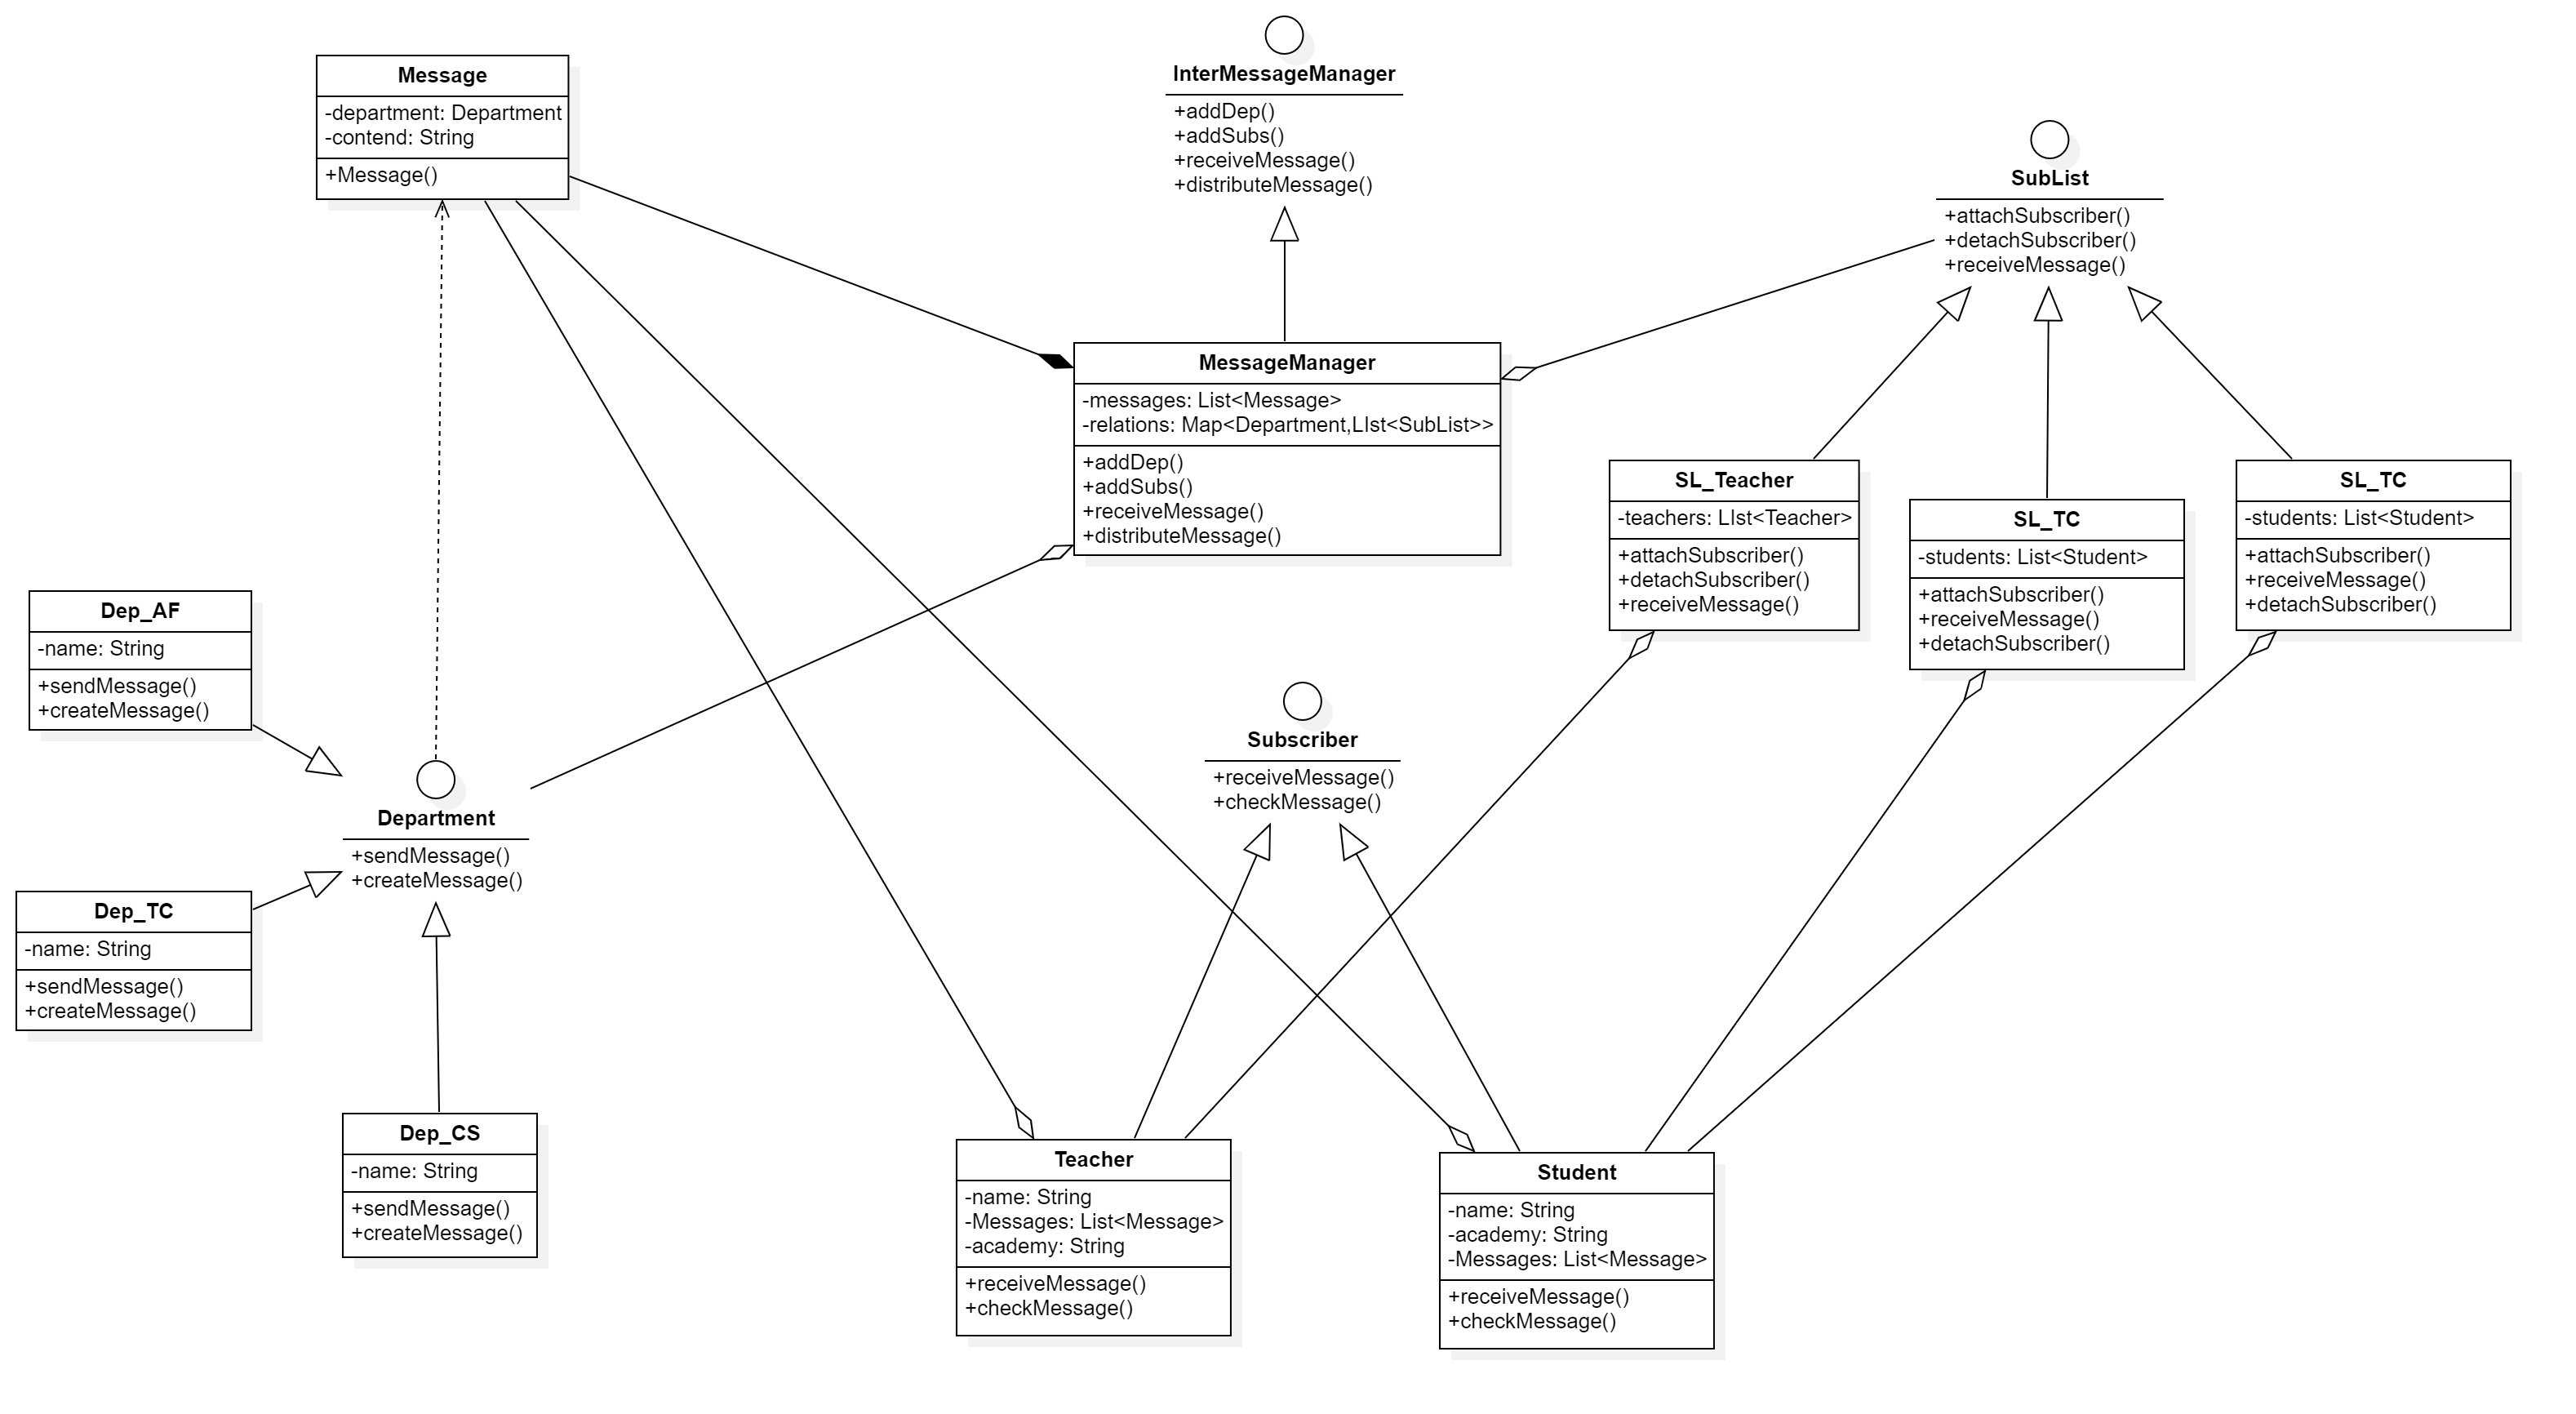 Message
-department: Department
-contend: String
+Message()
InterMessageManager
+addDep()
+addSubs()
+receiveMessage()
+distributeMessage()
SubList
+attachSubscriber()
+detachSubscriber()
+receiveMessage()
MessageManager
-messages: List<Message>
-relations: Map<Department,LIst<SubList>>
+addDep()
+addSubs()
+receiveMessage()
+distributeMessage()
SL_Teacher
-teachers: LIst<Teacher>
+attachSubscriber()
+detachSubscriber()
+receiveMessage()
SL_TC
-students: List<Student>
+attachSubscriber()
+receiveMessage()
+detachSubscriber()
SL_TC
-students: List<Student>
+attachSubscriber()
+receiveMessage()
+detachSubscriber()
Dep_AF
-name: String
+sendMessage()
+createMessage()
Subscriber
+receiveMessage()
+checkMessage()
Department
+sendMessage()
+createMessage()
Dep_TC
-name: String
+sendMessage()
+createMessage()
Dep_CS
-name: String
+sendMessage()
+createMessage()
Teacher
-name: String
-Messages: List<Message>
-academy: String
+receiveMessage()
+checkMessage()
Student
-name: String
-academy: String
-Messages: List<Message>
+receiveMessage()
+checkMessage()